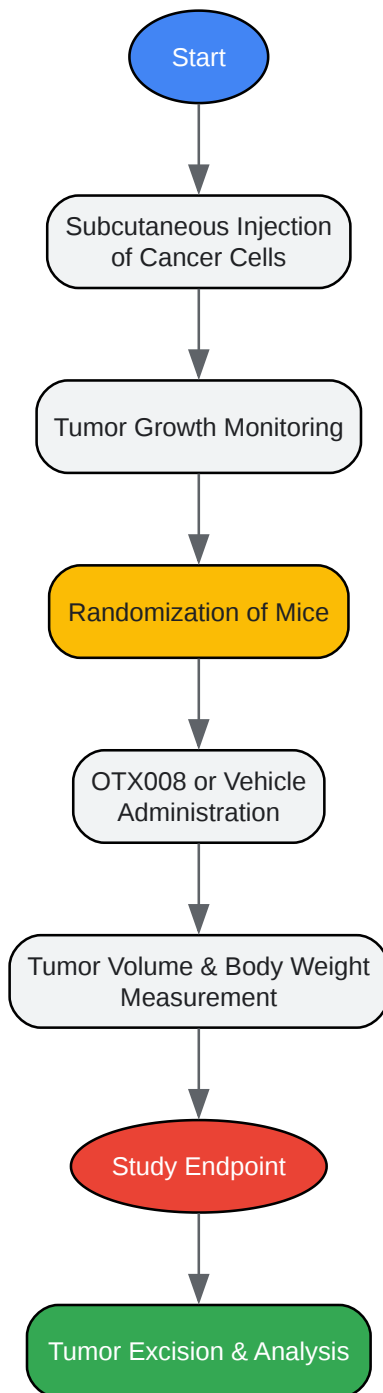 Start
Subcutaneous Injection
of Cancer Cells
Tumor Growth Monitoring
Randomization of Mice
OTX008 or Vehicle
Administration
Tumor Volume & Body Weight
Measurement
Study Endpoint
Tumor Excision & Analysis